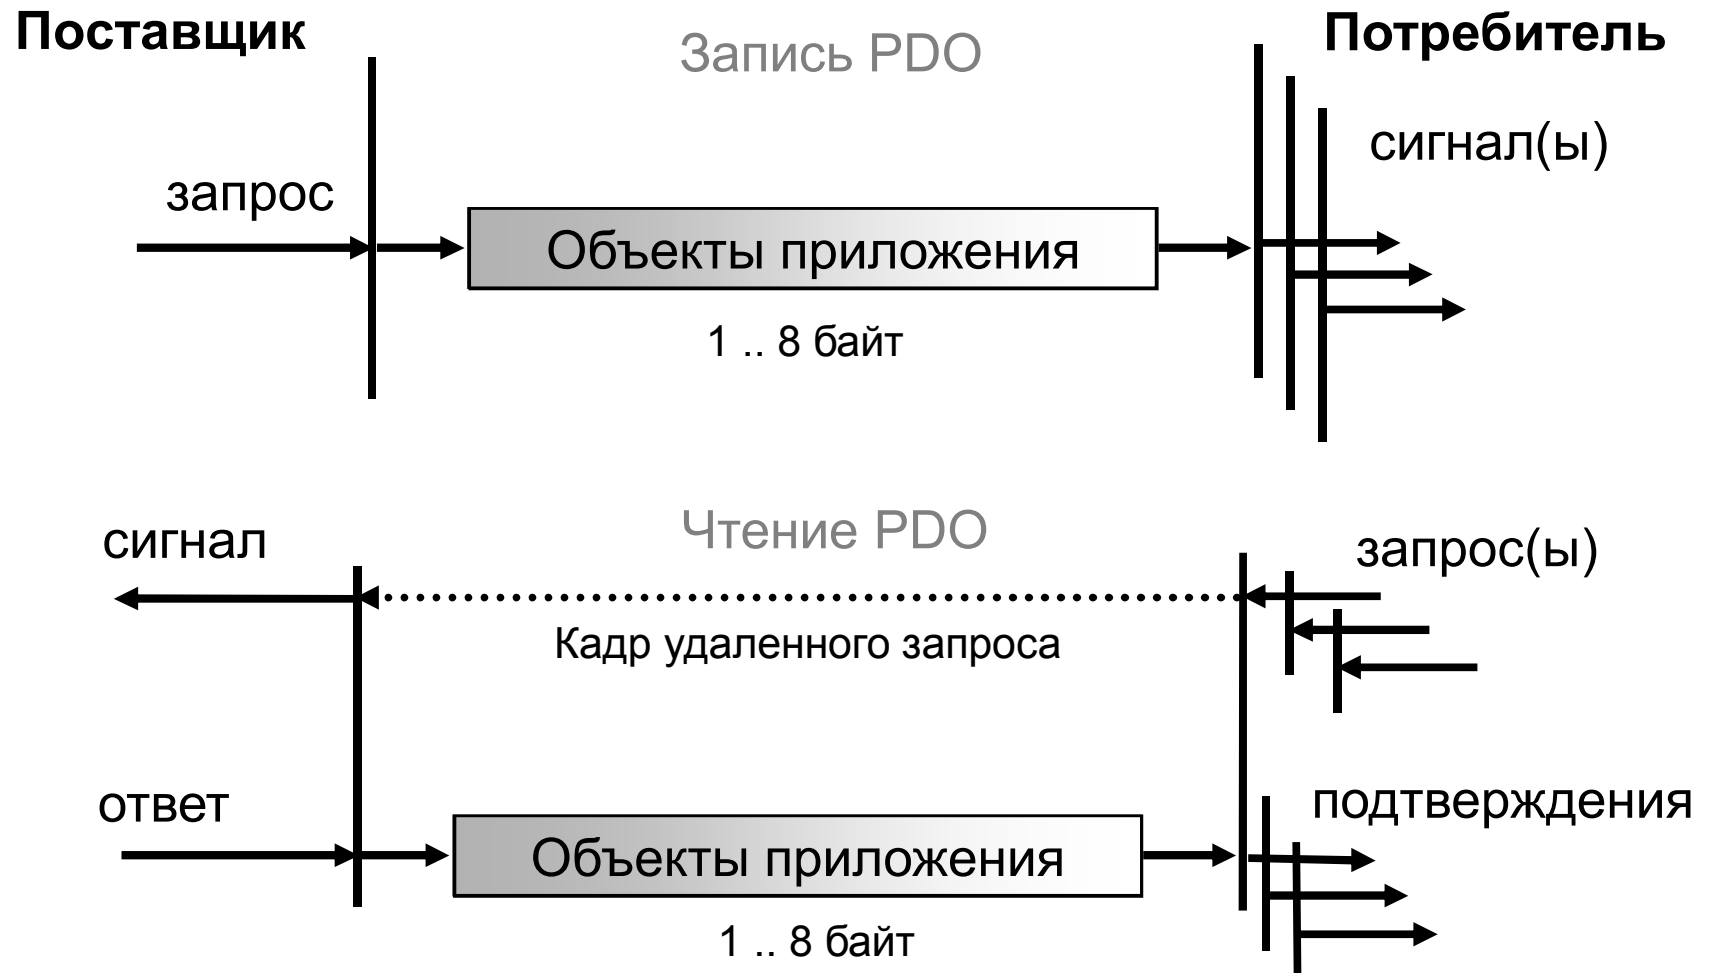 Поставщик
Запись PDO
Потребитель
сигнал(ы)
запрос
Объекты приложения
1 .. 8 байт
Чтение PDO
сигнал
запрос(ы)
Кадр удаленного запроса
ответ
подтверждения
Объекты приложения
1 .. 8 байт